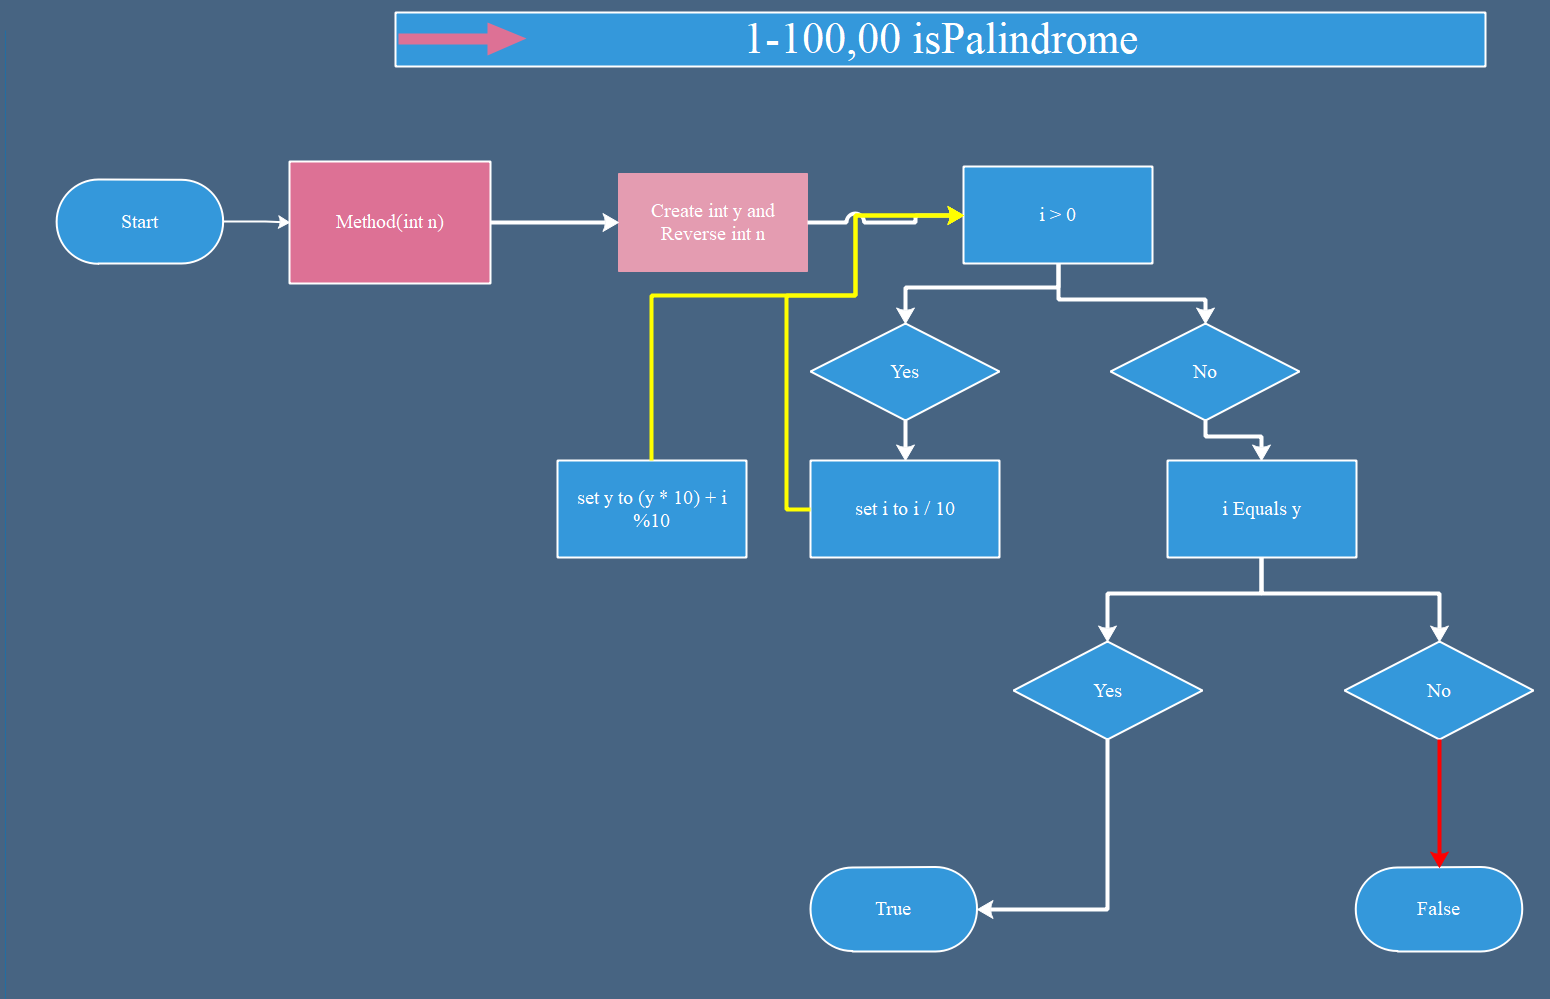 1-100,00 isPalindrome
Start
Method(int n)
Create int y and
Reverse int n
i > 0
Yes
No
set y to (y * 10) + i
%10
set i to i / 10
i Equals y
Yes
No
True
False